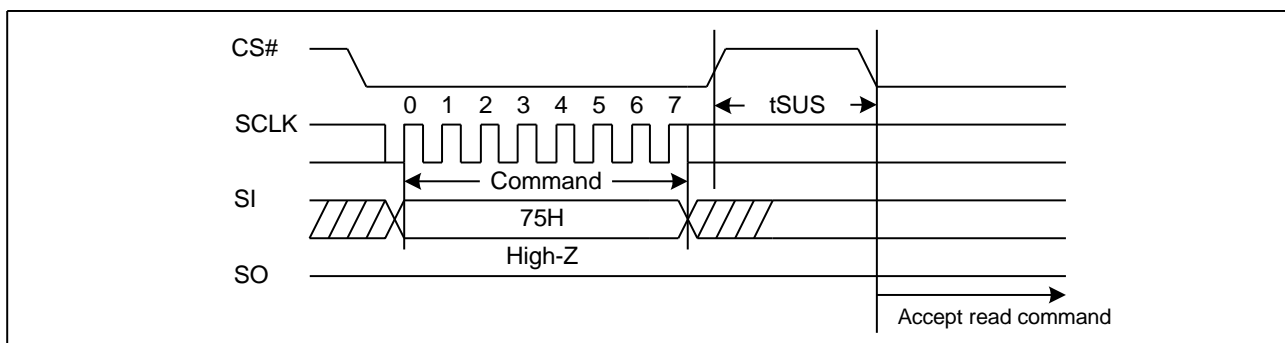 CS#
tSUS
0 1 2 3 4 5 6 7
SCLK
Command
SI
75H
High-Z
SO
Accept read command